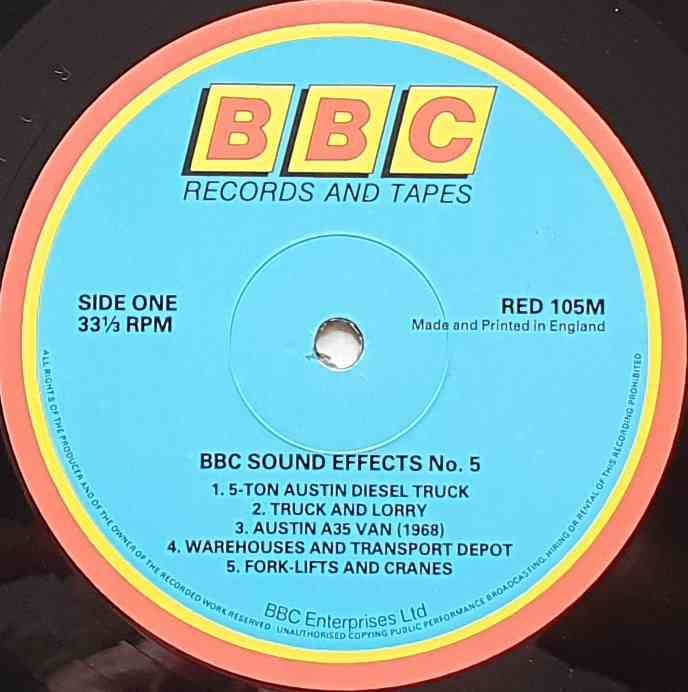 BBC
RECORDS AND TAPES
SIDE ONE
33⅓ RPM
RED 105M
Made and Printed in England
BBC SOUND EFFECTS No. 5
1. 5-TON AUSTIN DIESEL TRUCK
2. TRUCK AND LORRY
3. AUSTIN A35 VAN (1968)
4. WAREHOUSES AND TRANSPORT DEPOT
5. FORK-LIFTS AND CRANES
BBC Enterprises Ltd
ALL RIGHTS OF THE PRODUCER AND OF THE OWNER OF THE RECORDED WORK RESERVED · UNAUTHORISED COPYING PUBLIC PERFORMANCE BROADCASTING, HIRING OR RENTAL OF THIS RECORDING PROHIBITED